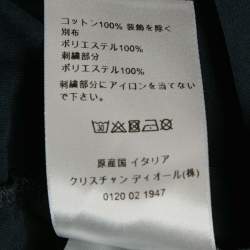 コットン100% 装飾を除く
別布
ポリエステル100%
刺繍部分
ポリエステル100%
刺繍部分にアイロンを当てない
で下さい
原産国 イタリア
クリスチャン ディオール(株)
0120 02 1947